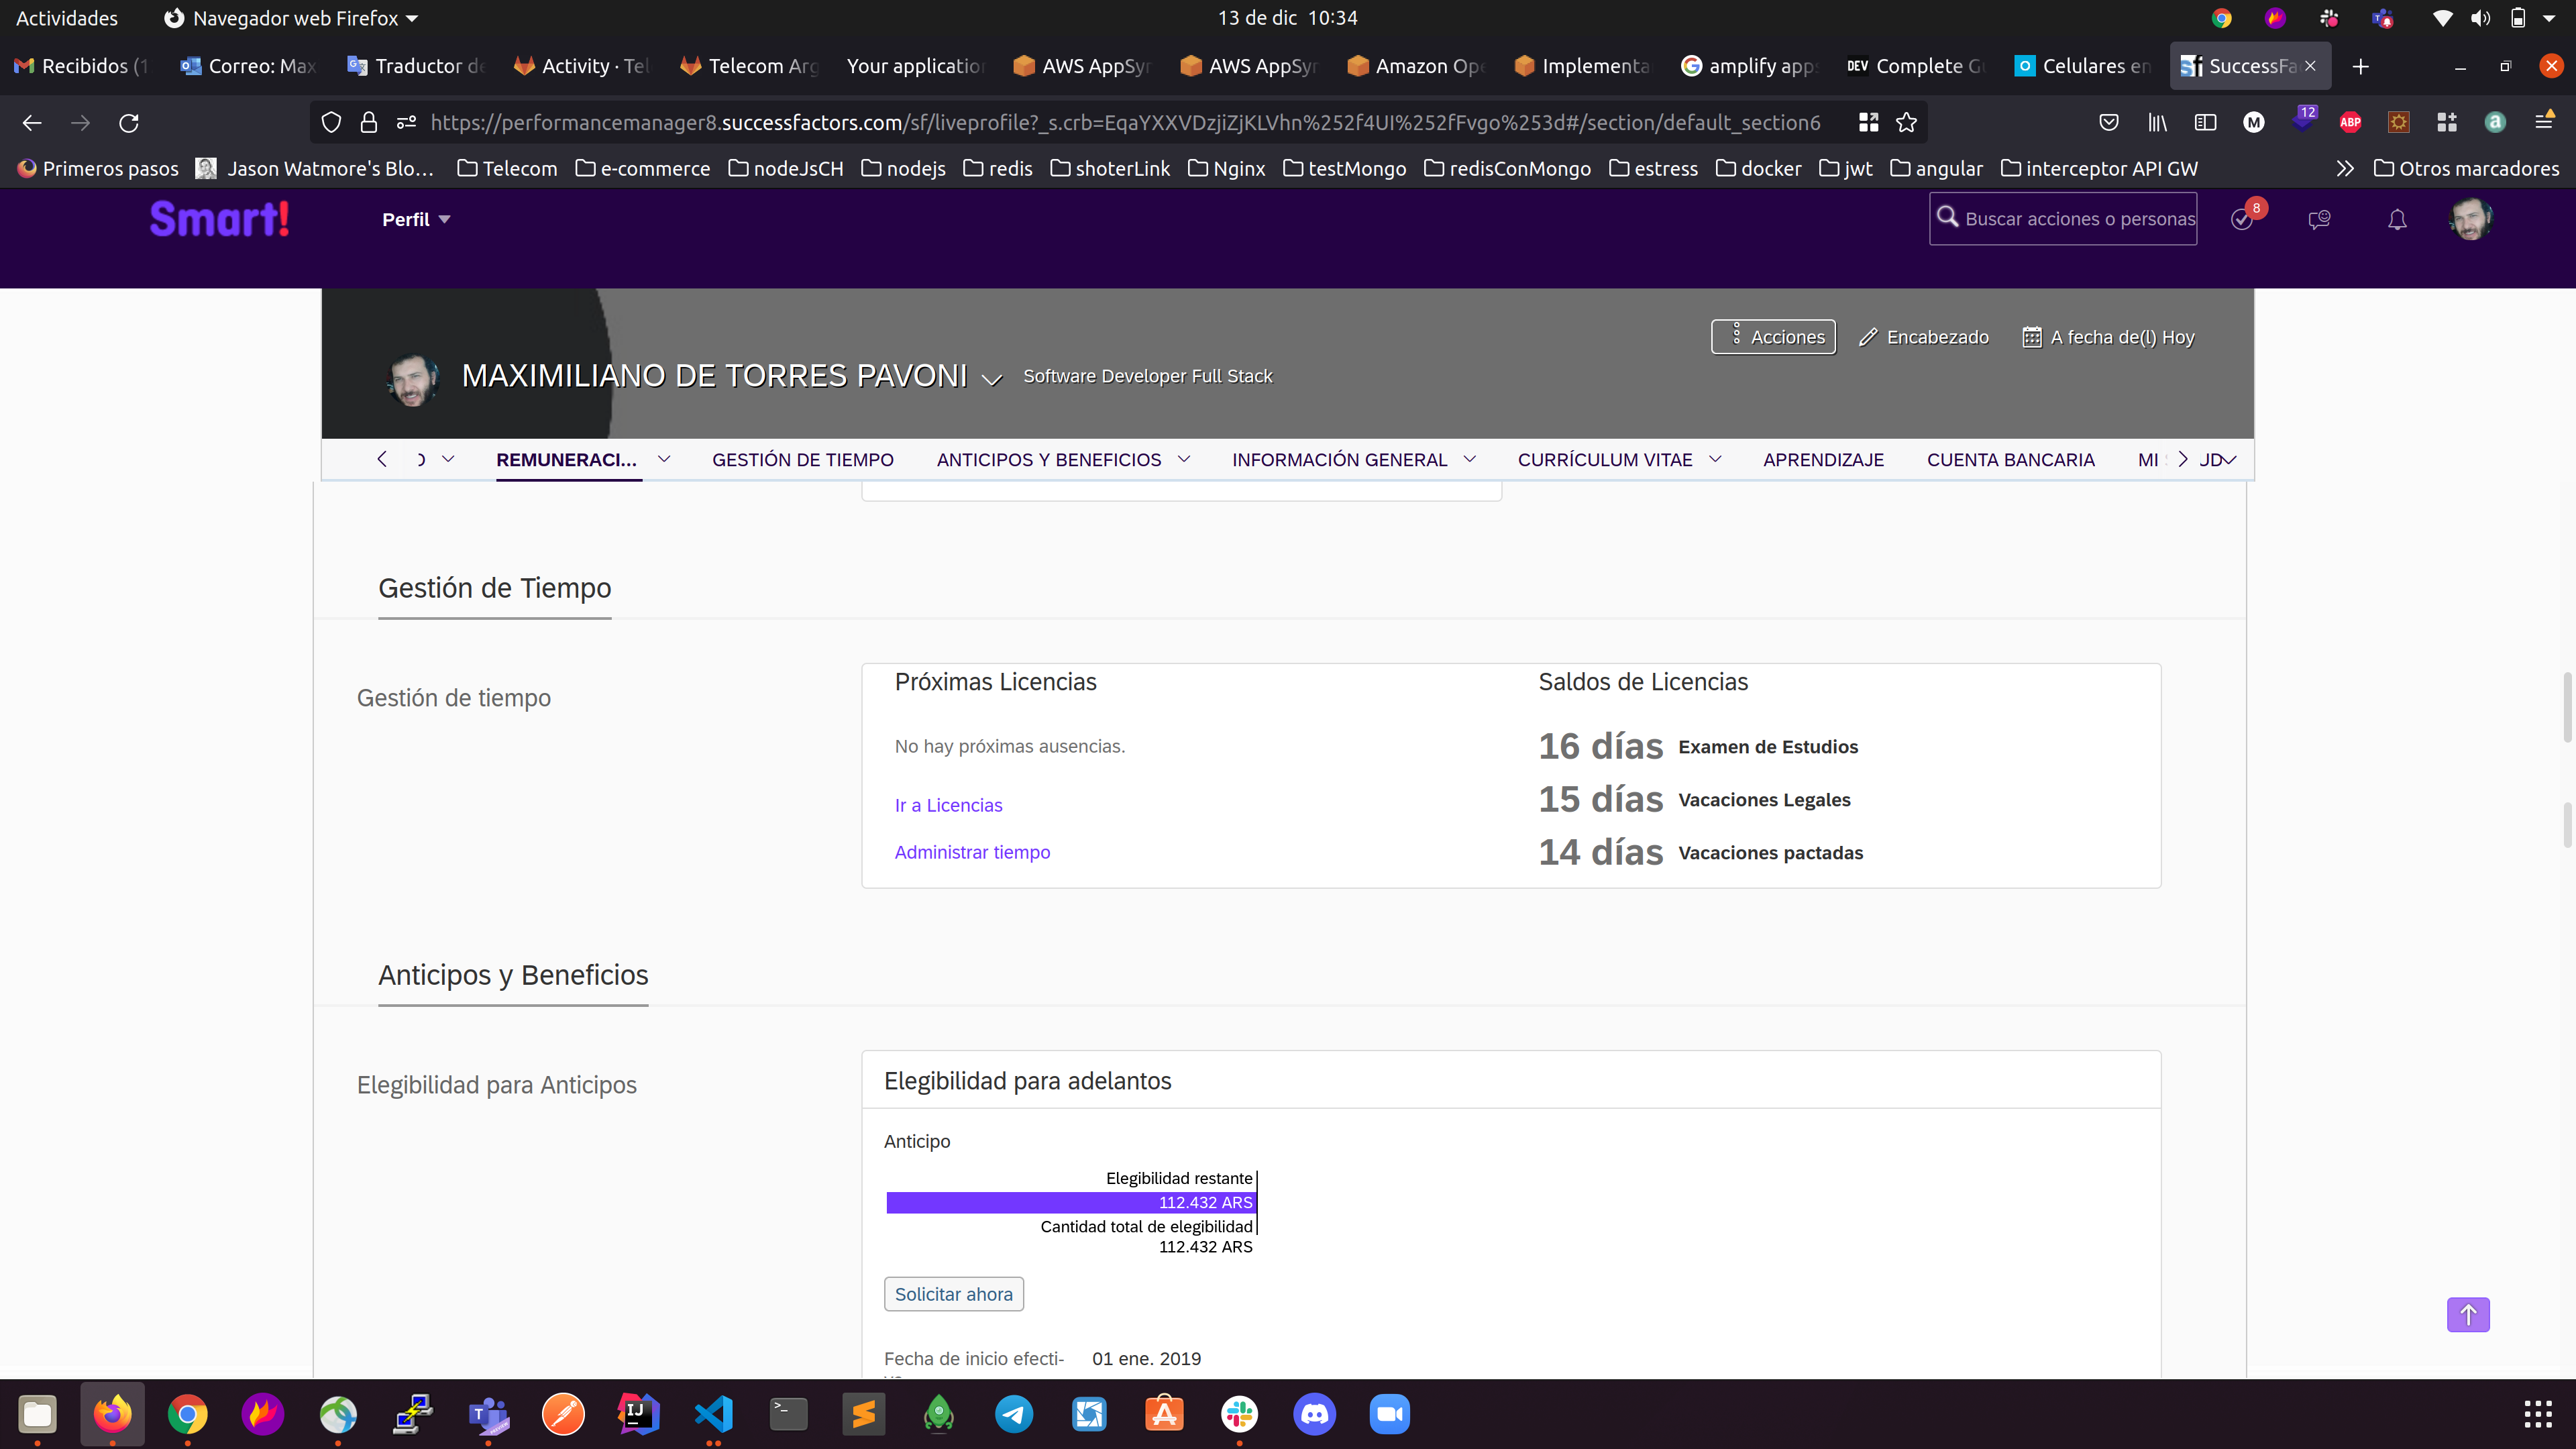 Actividades
Navegador web Firefox
13 de dic 10:34
Recibidos (1
Correo: Max
Traductor de
Activity · Tel
Telecom Arg
Your application
AWS AppSyn
AWS AppSyn
Amazon Ope
Implementa
amplify apps
DEV Complete Gu
Celulares en
SuccessFa
https://performancemanager8.successfactors.com/sf/liveprofile?_s.crb=EqaYXXVDzjiZjKLVhn%252f4UI%252fFvgo%253d#/section/default_section6
12
ABP
Primeros pasos
Jason Watmore's Blo...
Telecom
e-commerce
nodeJsCH
nodejs
redis
shoterLink
Nginx
testMongo
redisConMongo
estress
docker
jwt
angular
interceptor API GW
Otros marcadores
Smart!
Perfil
Buscar acciones o personas
8
Acciones
Encabezado
A fecha de(l) Hoy
MAXIMILIANO DE TORRES PAVONI
Software Developer Full Stack
REMUNERACI...
GESTIÓN DE TIEMPO
ANTICIPOS Y BENEFICIOS
INFORMACIÓN GENERAL
CURRÍCULUM VITAE
APRENDIZAJE
CUENTA BANCARIA
MI
Gestión de Tiempo
Gestión de tiempo
Próximas Licencias
No hay próximas ausencias.
Ir a Licencias
Administrar tiempo
Saldos de Licencias
16 días Examen de Estudios
15 días Vacaciones Legales
14 días Vacaciones pactadas
Anticipos y Beneficios
Elegibilidad para Anticipos
Elegibilidad para adelantos
Anticipo
Elegibilidad restante
112.432 ARS
Cantidad total de elegibilidad
112.432 ARS
Solicitar ahora
Fecha de inicio efecti-
01 ene. 2019